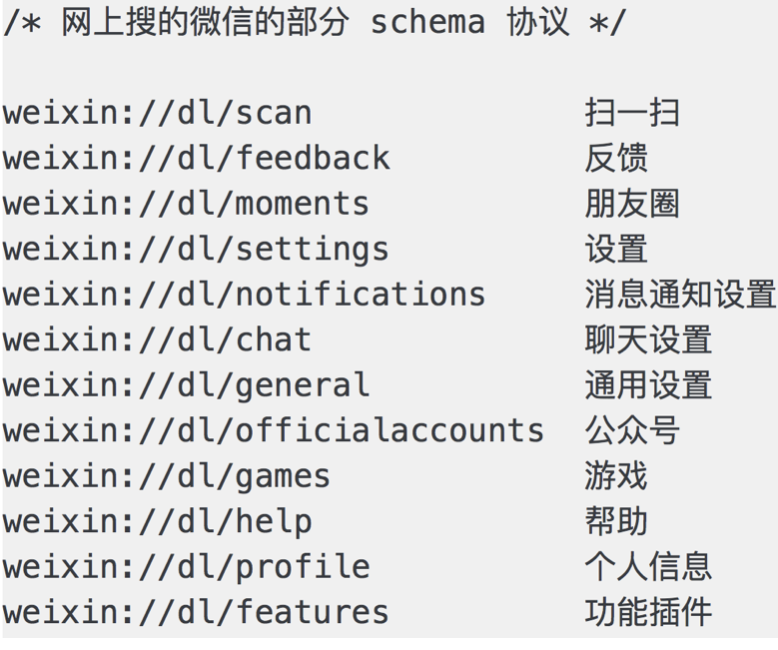 /* 网上搜的微信的部分 schema 协议 */
weixin://dl/scan 扫一扫
weixin://dl/feedback 反馈
weixin://dl/moments 朋友圈
weixin://dl/settings 设置
weixin://dl/notifications 消息通知设置
weixin://dl/chat 聊天设置
weixin://dl/general 通用设置
weixin://dl/officialaccounts 公众号
weixin://dl/games 游戏
weixin://dl/help 帮助
weixin://dl/profile 个人信息
weixin://dl/features 功能插件